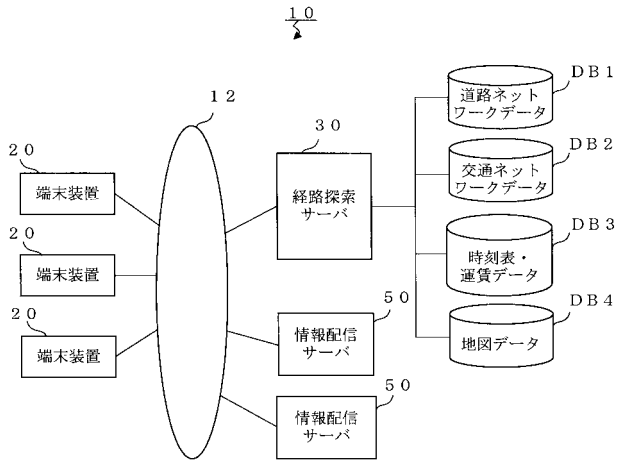 １０
１２
２０
端末装置
２０
端末装置
２０
端末装置
３０
経路探索
サーバ
５０
情報配信
サーバ
５０
情報配信
サーバ
ＤＢ１
道路ネット
ワークデータ
ＤＢ２
交通ネット
ワークデータ
ＤＢ３
時刻表・
運賃データ
ＤＢ４
地図データ